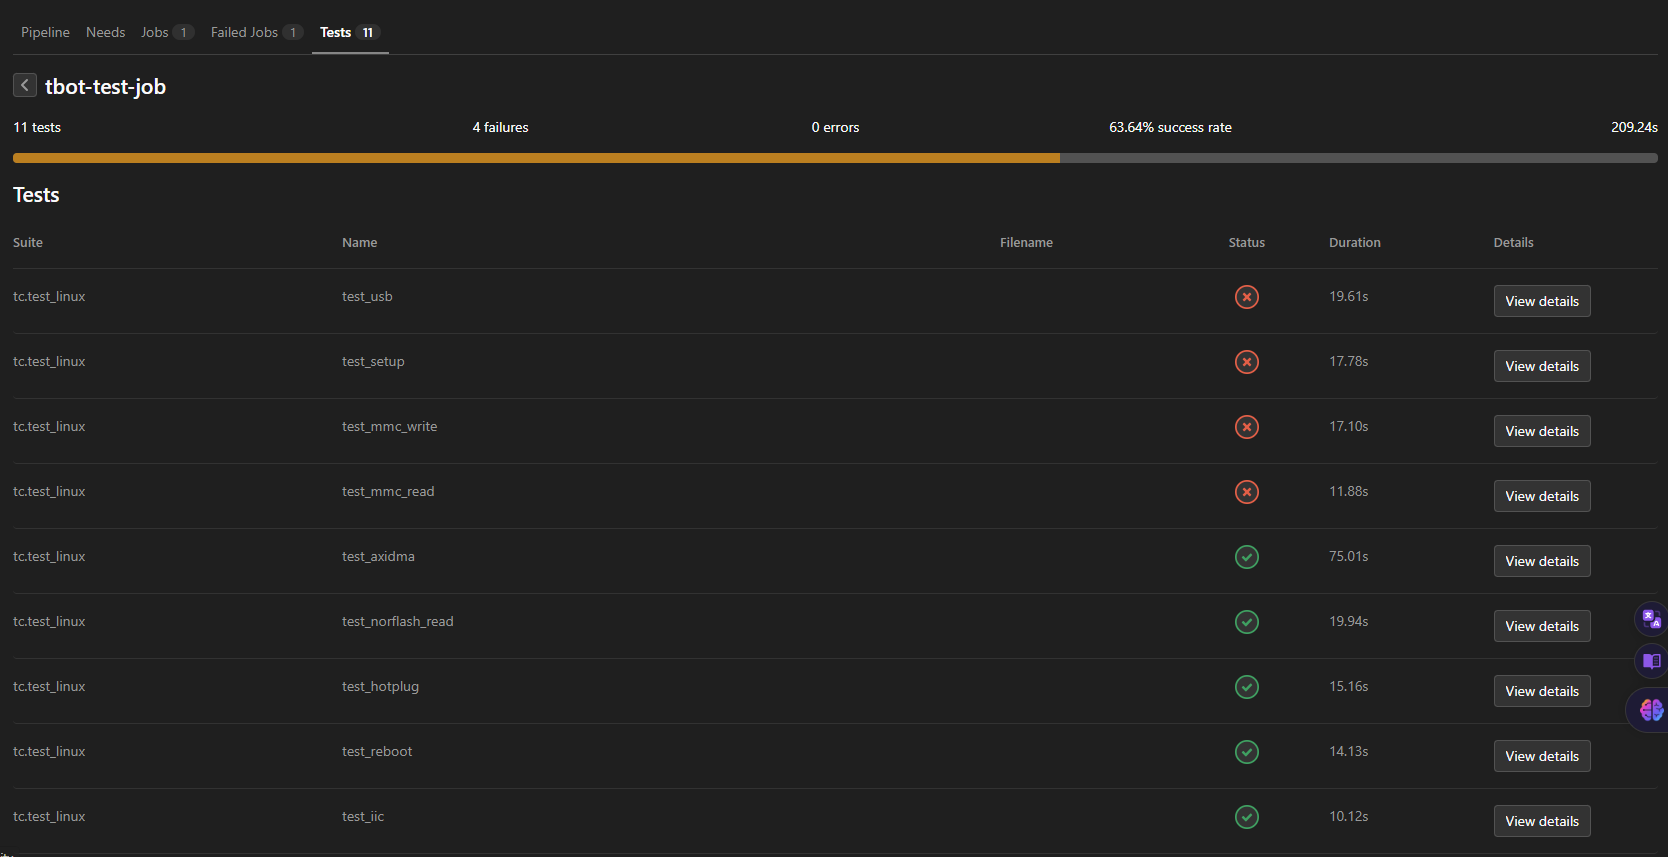 Pipeline Needs Jobs 1 Failed Jobs 1 Tests 11
tbot-test-job
11 tests 4 failures 0 errors 63.64% success rate 209.24s
Tests
Suite Name Filename Status Duration Details
tc.test_linux test_usb 19.61s View details
tc.test_linux test_setup 17.78s View details
tc.test_linux test_mmc_write 17.10s View details
tc.test_linux test_mmc_read 11.88s View details
tc.test_linux test_axidma 75.01s View details
tc.test_linux test_norflash_read 19.94s View details
tc.test_linux test_hotplug 15.16s View details
tc.test_linux test_reboot 14.13s View details
tc.test_linux test_iic 10.12s View details